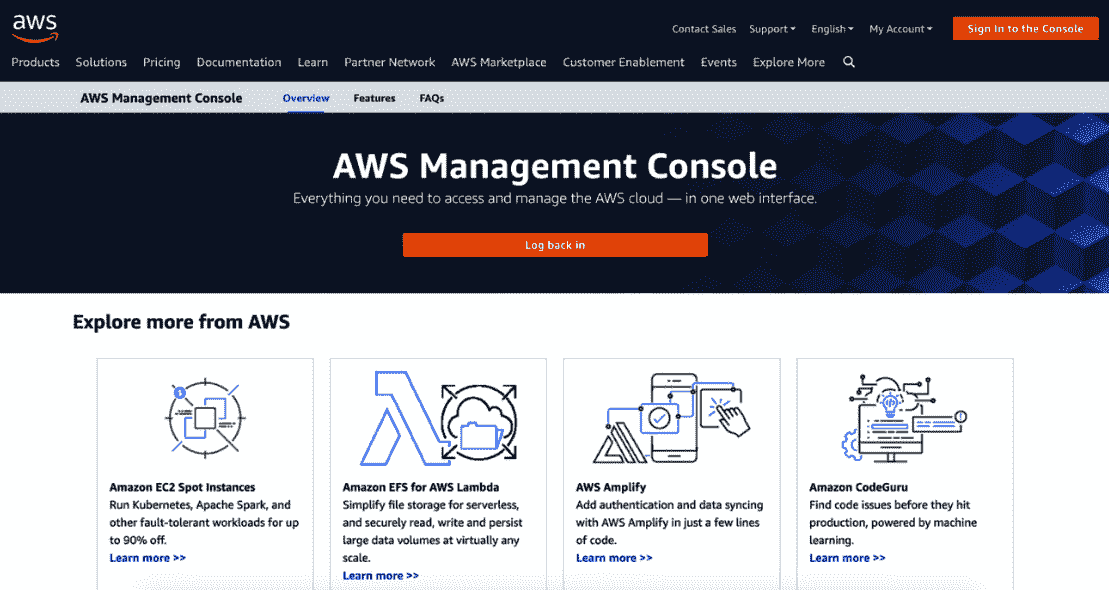 aws
Contact Sales Support English My Account Sign In to the Console
Products Solutions Pricing Documentation Learn Partner Network AWS Marketplace Customer Enablement Events Explore More
AWS Management Console Overview Features FAQs
AWS Management Console
Everything you need to access and manage the AWS cloud — in one web interface.
Log back in
Explore more from AWS
Amazon EC2 Spot Instances
Run Kubernetes, Apache Spark, and
other fault-tolerant workloads for up
to 90% off.
Learn more >>
Amazon EFS for AWS Lambda
Simplify file storage for serverless,
and securely read, write and persist
large data volumes at virtually any
scale.
Learn more >>
AWS Amplify
Add authentication and data syncing
with AWS Amplify in just a few lines
of code.
Learn more >>
Amazon CodeGuru
Find code issues before they hit
production, powered by machine
learning.
Learn more >>